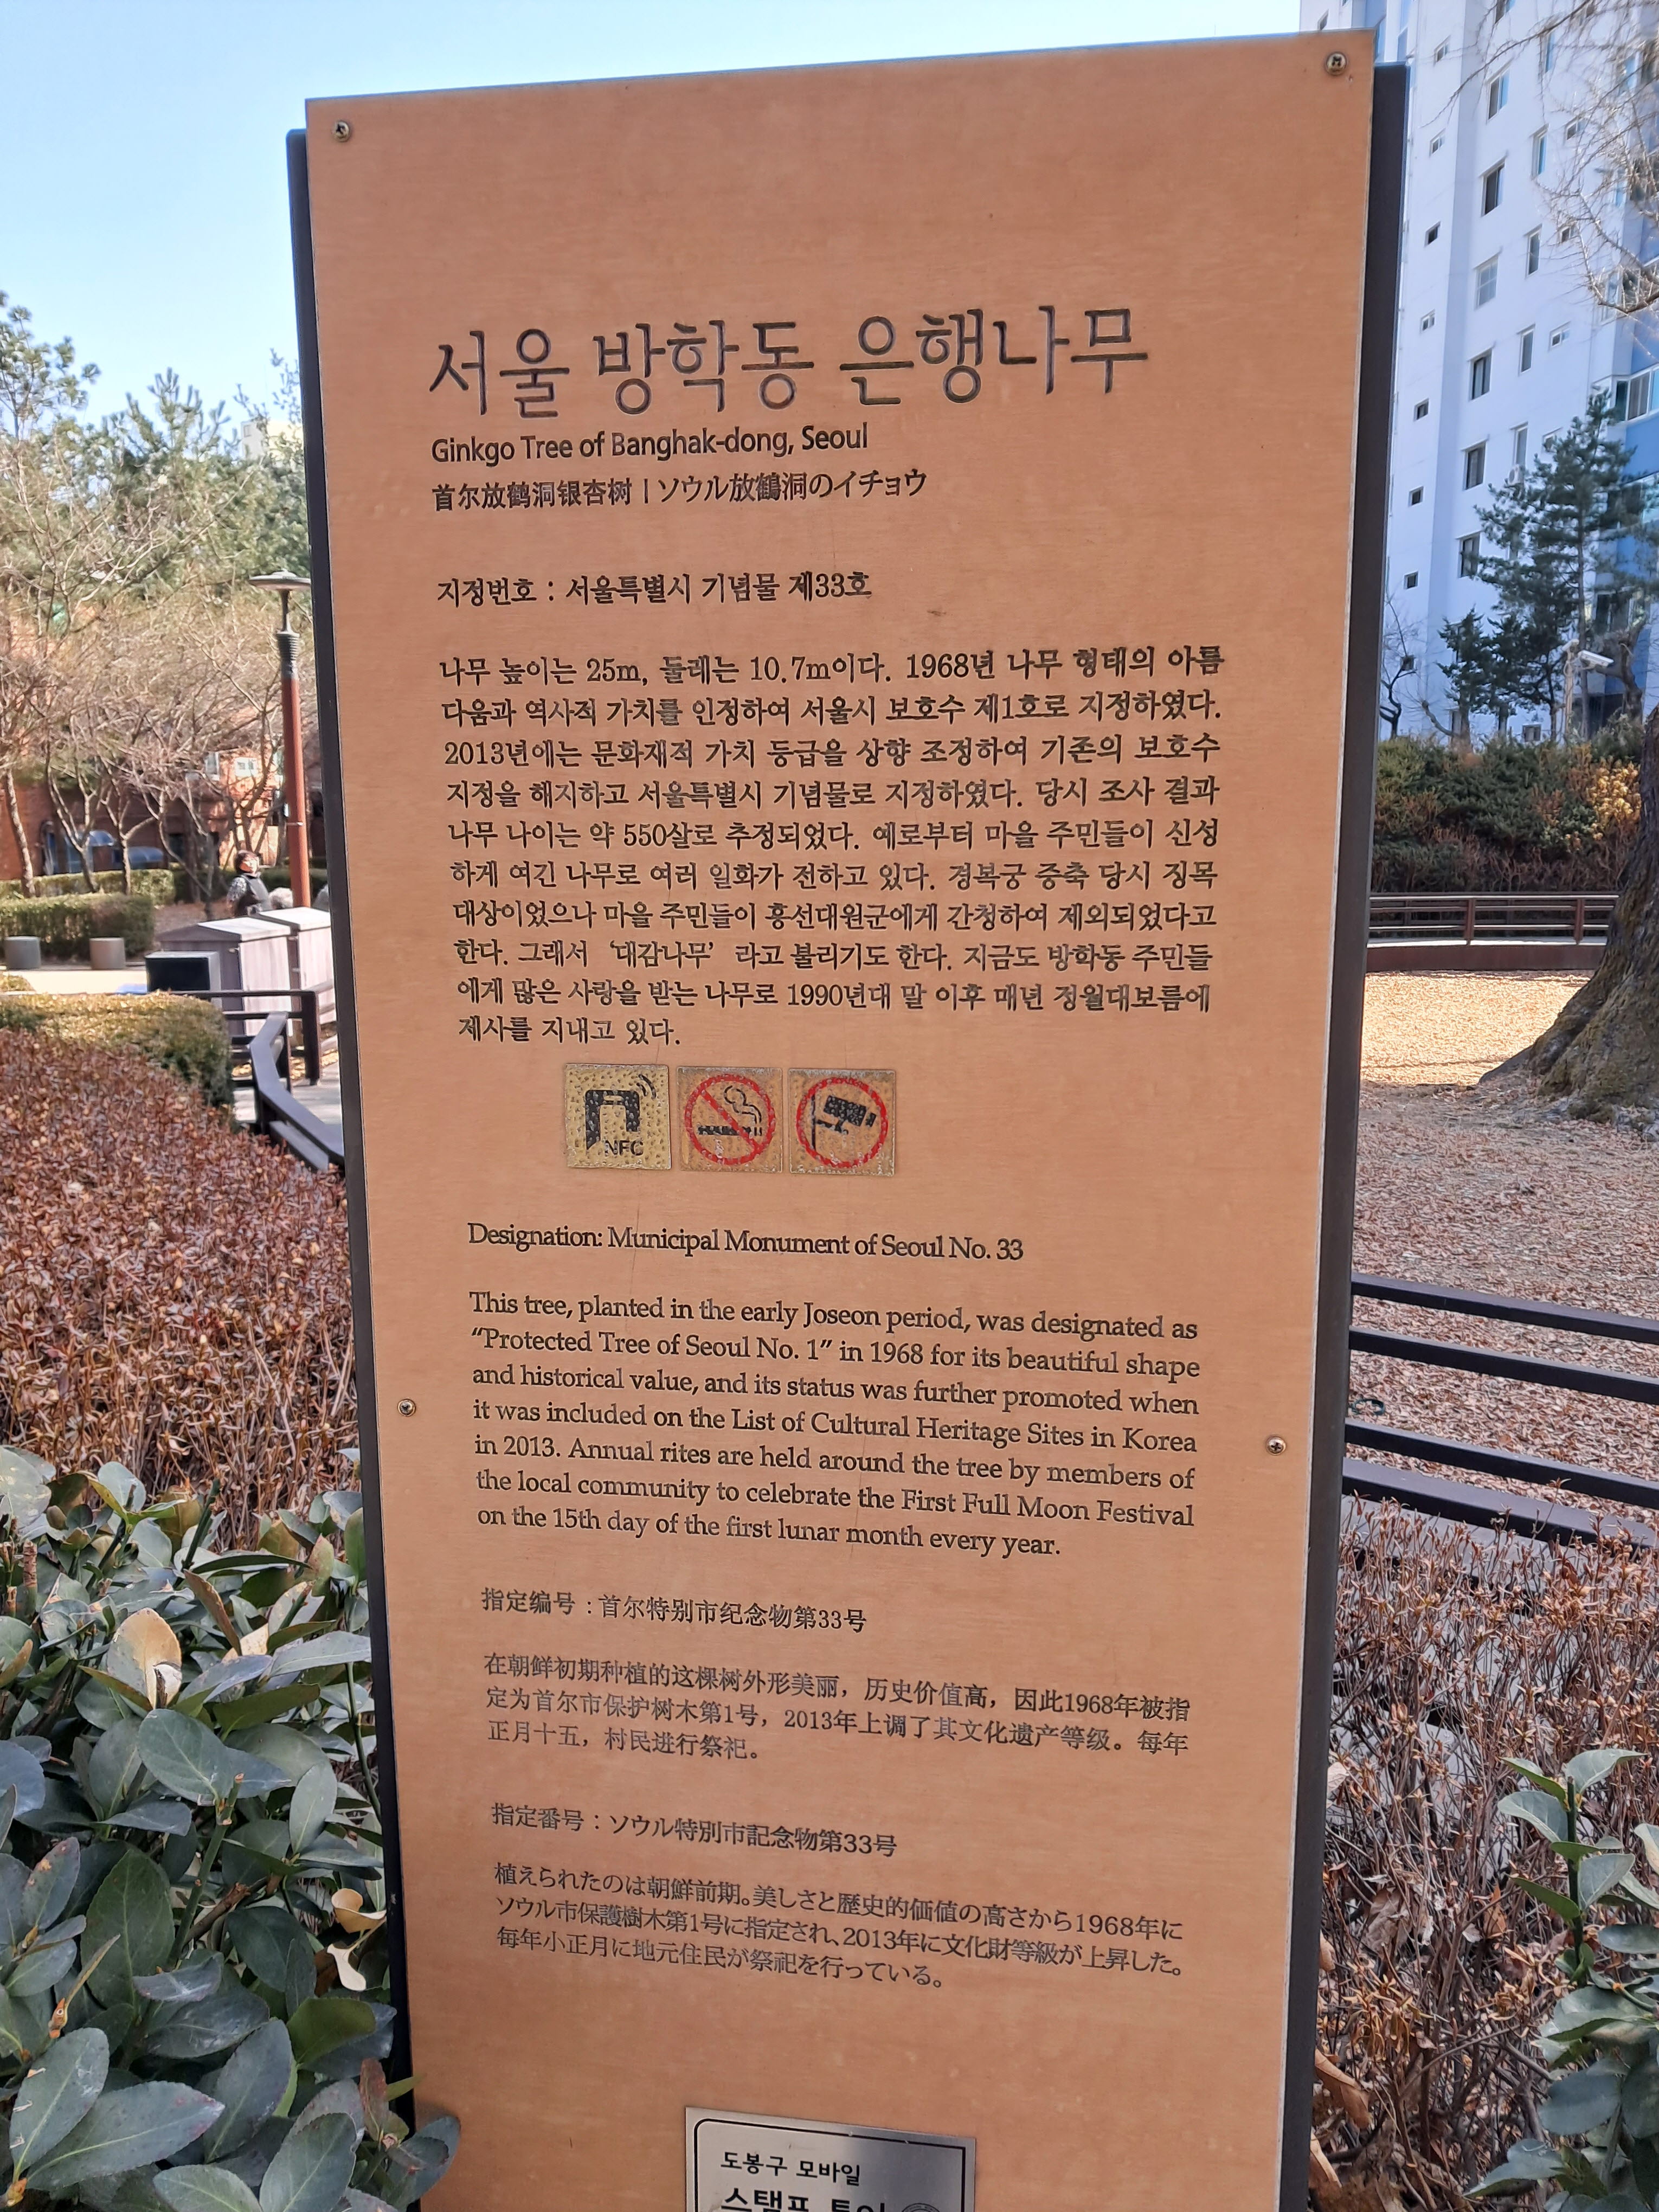 서울 방학동 은행나무
Ginkgo Tree of Banghak-dong, Seoul
首尔放鹤洞银杏树 | ソウル放鶴洞のイチョウ
지정번호 : 서울특별시 기념물 제33호
나무 높이는 25m, 둘레는 10.7m이다. 1968년 나무 형태의 아름
다움과 역사적 가치를 인정하여 서울시 보호수 제1호로 지정하였다.
2013년에는 문화재적 가치 등급을 상향 조정하여 기존의 보호수
지정을 해지하고 서울특별시 기념물로 지정하였다. 당시 조사 결과
나무 나이는 약 550살로 추정되었다. 예로부터 마을 주민들이 신성
하게 여긴 나무로 여러 일화가 전하고 있다. 경복궁 증축 당시 징목
대상이었으나 마을 주민들이 흥선대원군에게 간청하여 제외되었다고
한다. 그래서 ‘대감나무’ 라고 불리기도 한다. 지금도 방학동 주민들
에게 많은 사랑을 받는 나무로 1990년대 말 이후 매년 정월대보름에
제사를 지내고 있다.
NFC
Designation: Municipal Monument of Seoul No. 33
This tree, planted in the early Joseon period, was designated as
“Protected Tree of Seoul No. 1” in 1968 for its beautiful shape
and historical value, and its status was further promoted when
it was included on the List of Cultural Heritage Sites in Korea
in 2013. Annual rites are held around the tree by members of
the local community to celebrate the First Full Moon Festival
on the 15th day of the first lunar month every year.
指定编号 : 首尔特别市纪念物第33号
在朝鲜初期种植的这棵树外形美丽，历史价值高，因此1968年被指
定为首尔市保护树木第1号，2013年上调了其文化遗产等级。每年
正月十五，村民进行祭祀。
指定番号 : ソウル特別市記念物第33号
植えられたのは朝鮮前期。美しさと歴史的価値の高さから1968年に
ソウル市保護樹木第1号に指定され、2013年に文化財等級が上昇した。
毎年小正月に地元住民が祭祀を行っている。
도봉구 모바일
스탬프 투어